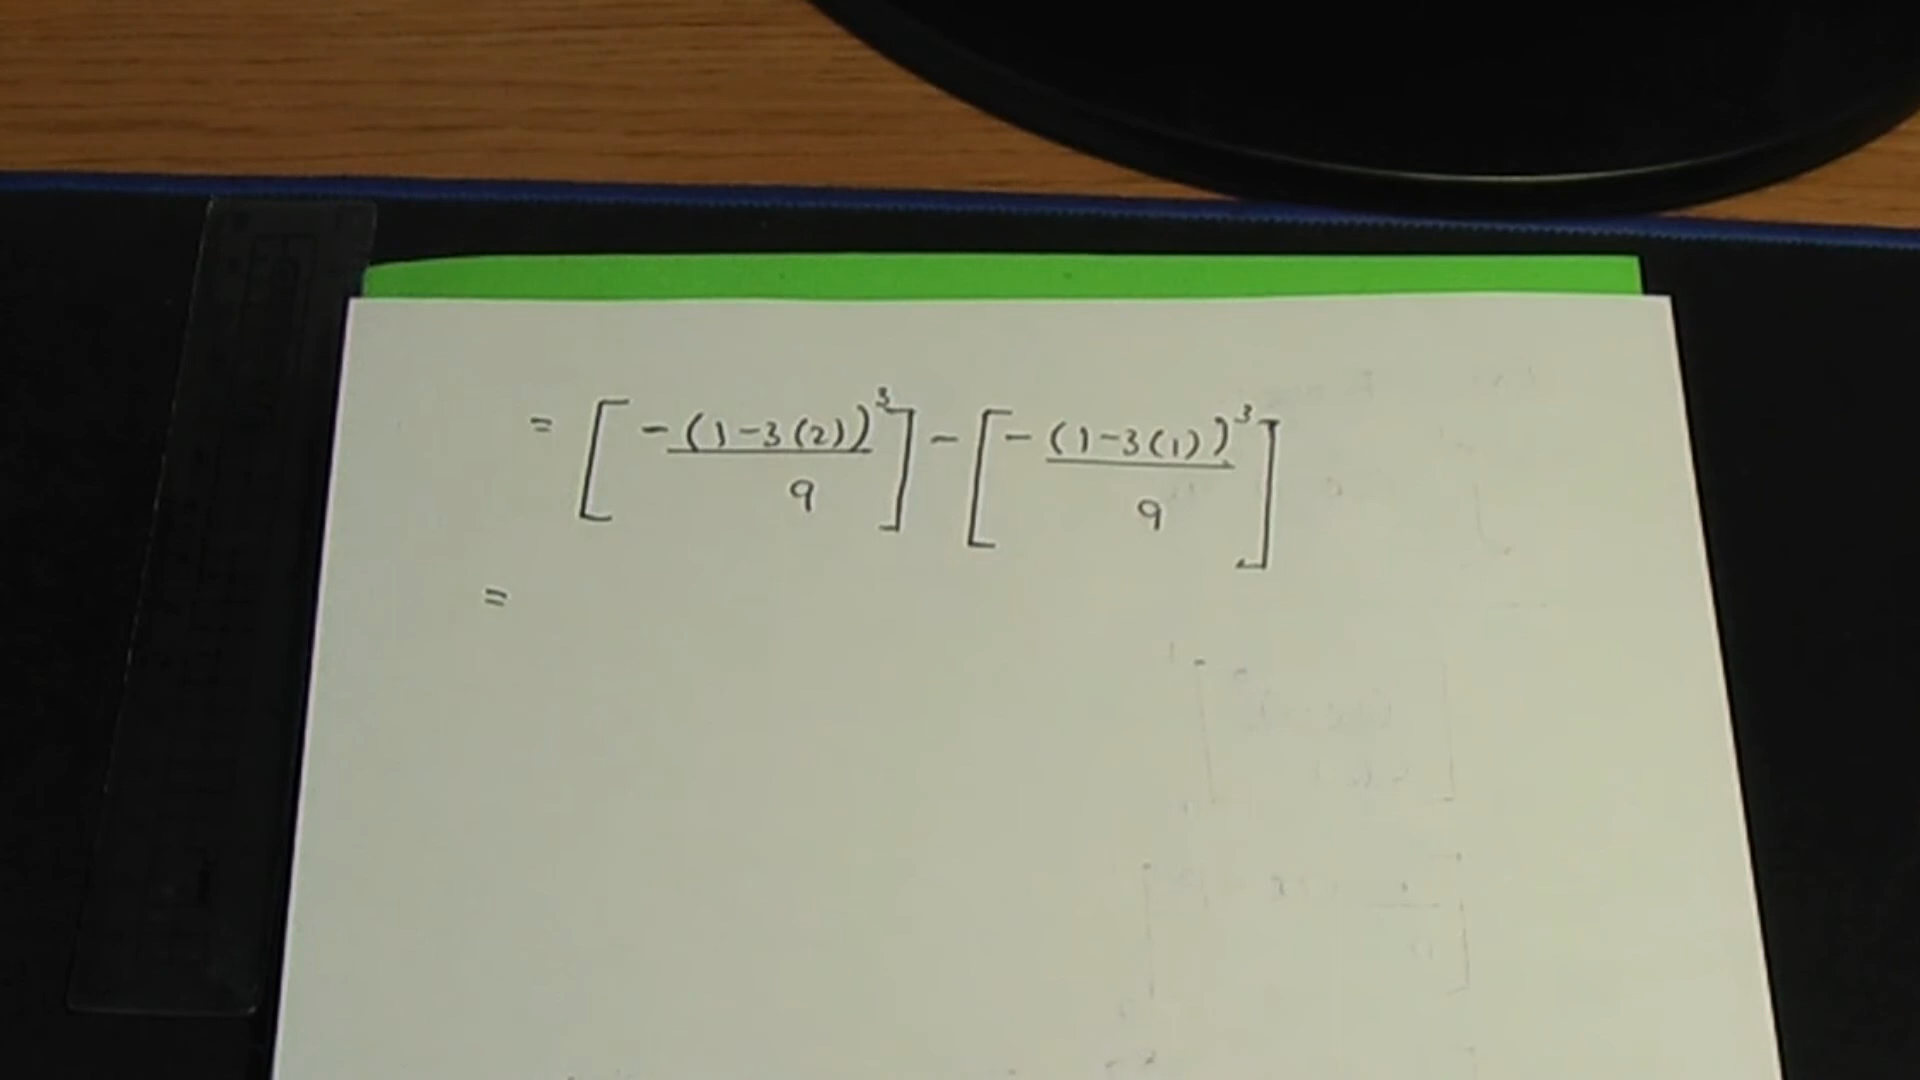 = [ -(1-3(2))³ / 9 ] - [ -(1-3(1))³ / 9 ]
=